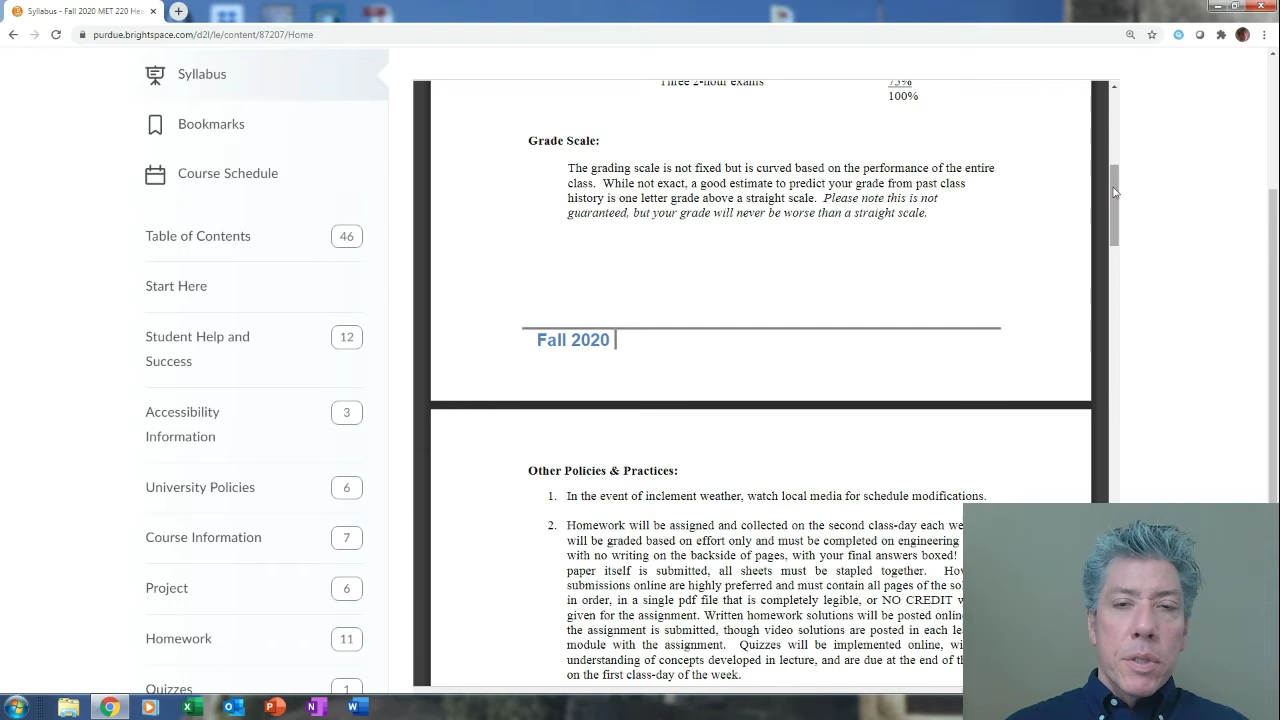 Syllabus - Fall 2020 MET 220 Hea
purdue.brightspace.com/d2l/le/content/87207/Home
Syllabus
Bookmarks
Course Schedule
Table of Contents 46
Start Here
Student Help and 12
Success
Accessibility 3
Information
University Policies 6
Course Information 7
Project 6
Homework 11
Quizzes 1
Three 2-hour exams 75%
100%
Grade Scale:
The grading scale is not fixed but is curved based on the performance of the entire
class. While not exact, a good estimate to predict your grade from past class
history is one letter grade above a straight scale. Please note this is not
guaranteed, but your grade will never be worse than a straight scale.
Fall 2020
Other Policies & Practices:
1. In the event of inclement weather, watch local media for schedule modifications.
2. Homework will be assigned and collected on the second class-day each we
will be graded based on effort only and must be completed on engineering
with no writing on the backside of pages, with your final answers boxed!
paper itself is submitted, all sheets must be stapled together. Ho
submissions online are highly preferred and must contain all pages of the so
in order, in a single pdf file that is completely legible, or NO CREDIT w
given for the assignment. Written homework solutions will be posted online
the assignment is submitted, though video solutions are posted in each le
module with the assignment. Quizzes will be implemented online, wi
understanding of concepts developed in lecture, and are due at the end of th
on the first class-day of the week.